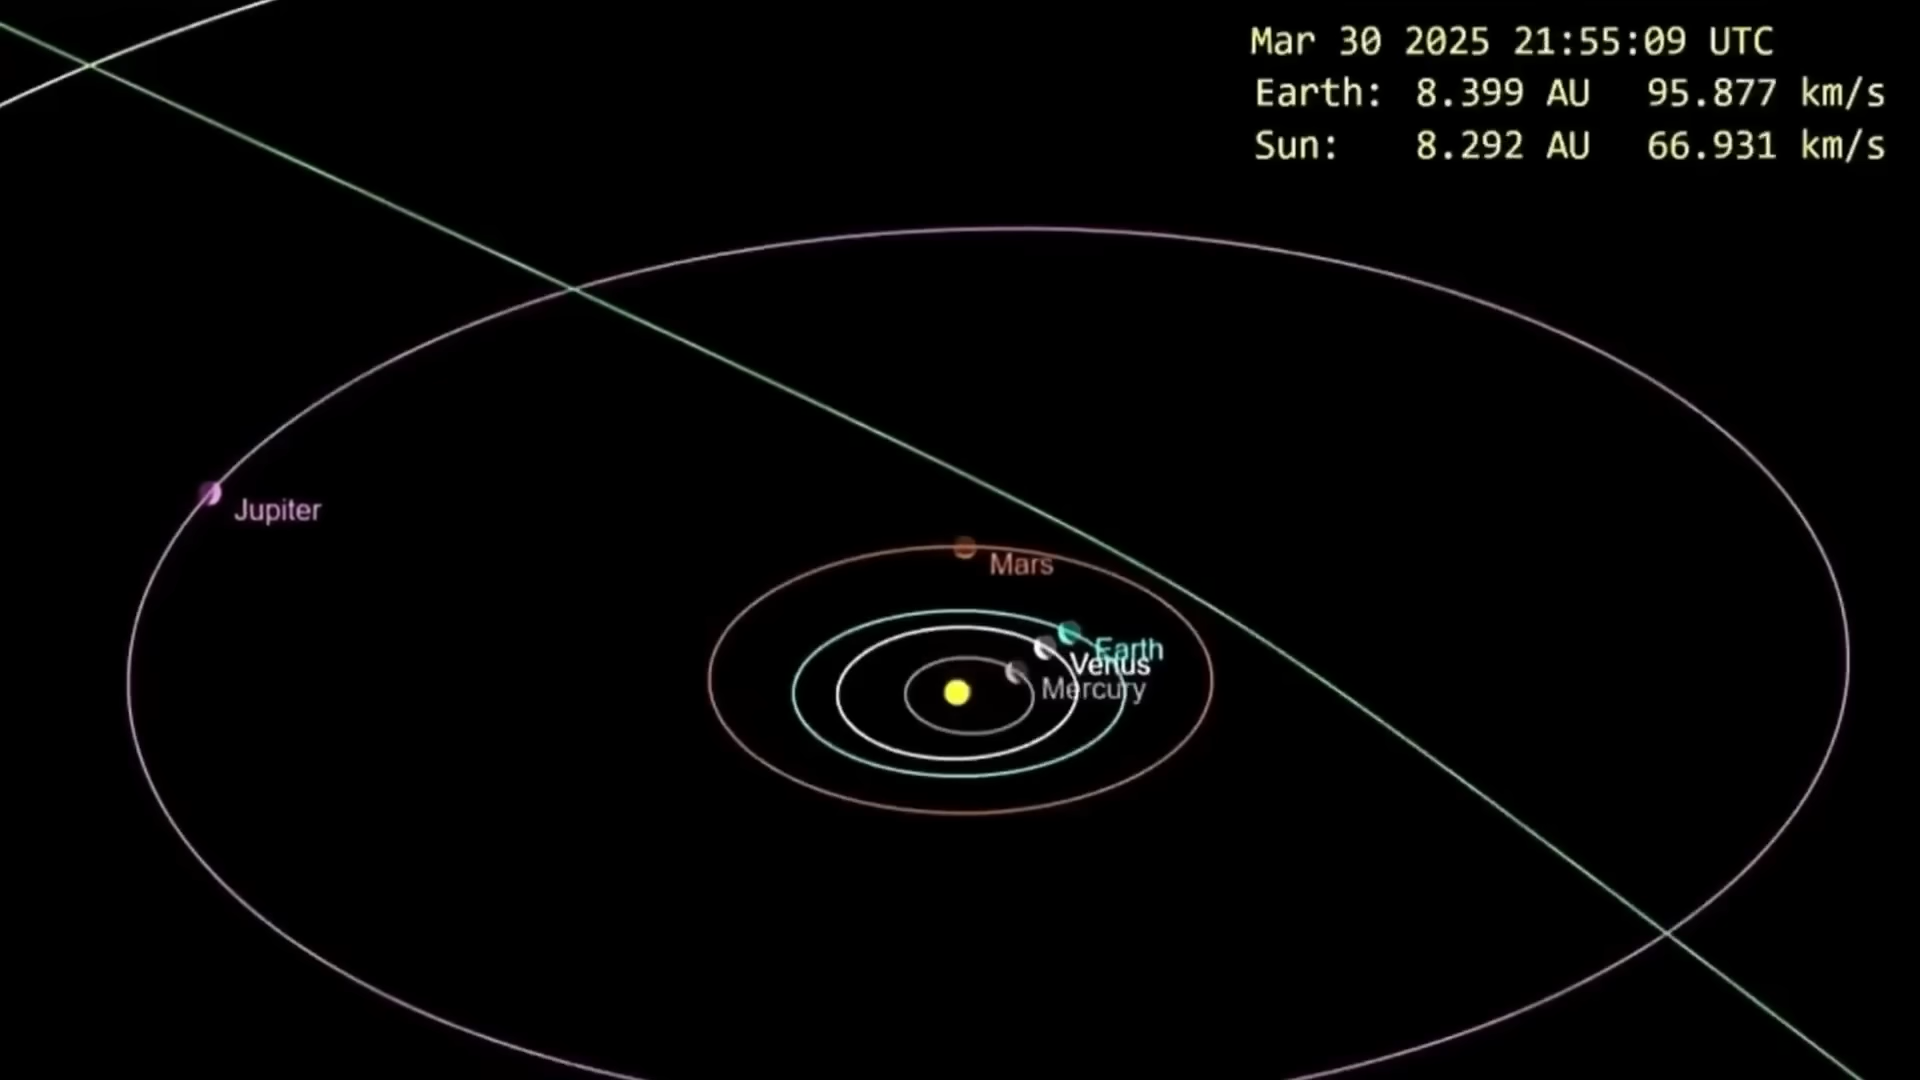 Mar 30 2025 21:55:09 UTC
Earth: 8.399 AU 95.877 km/s
Sun: 8.292 AU 66.931 km/s
Jupiter
Mars
Earth
Venus
Mercury